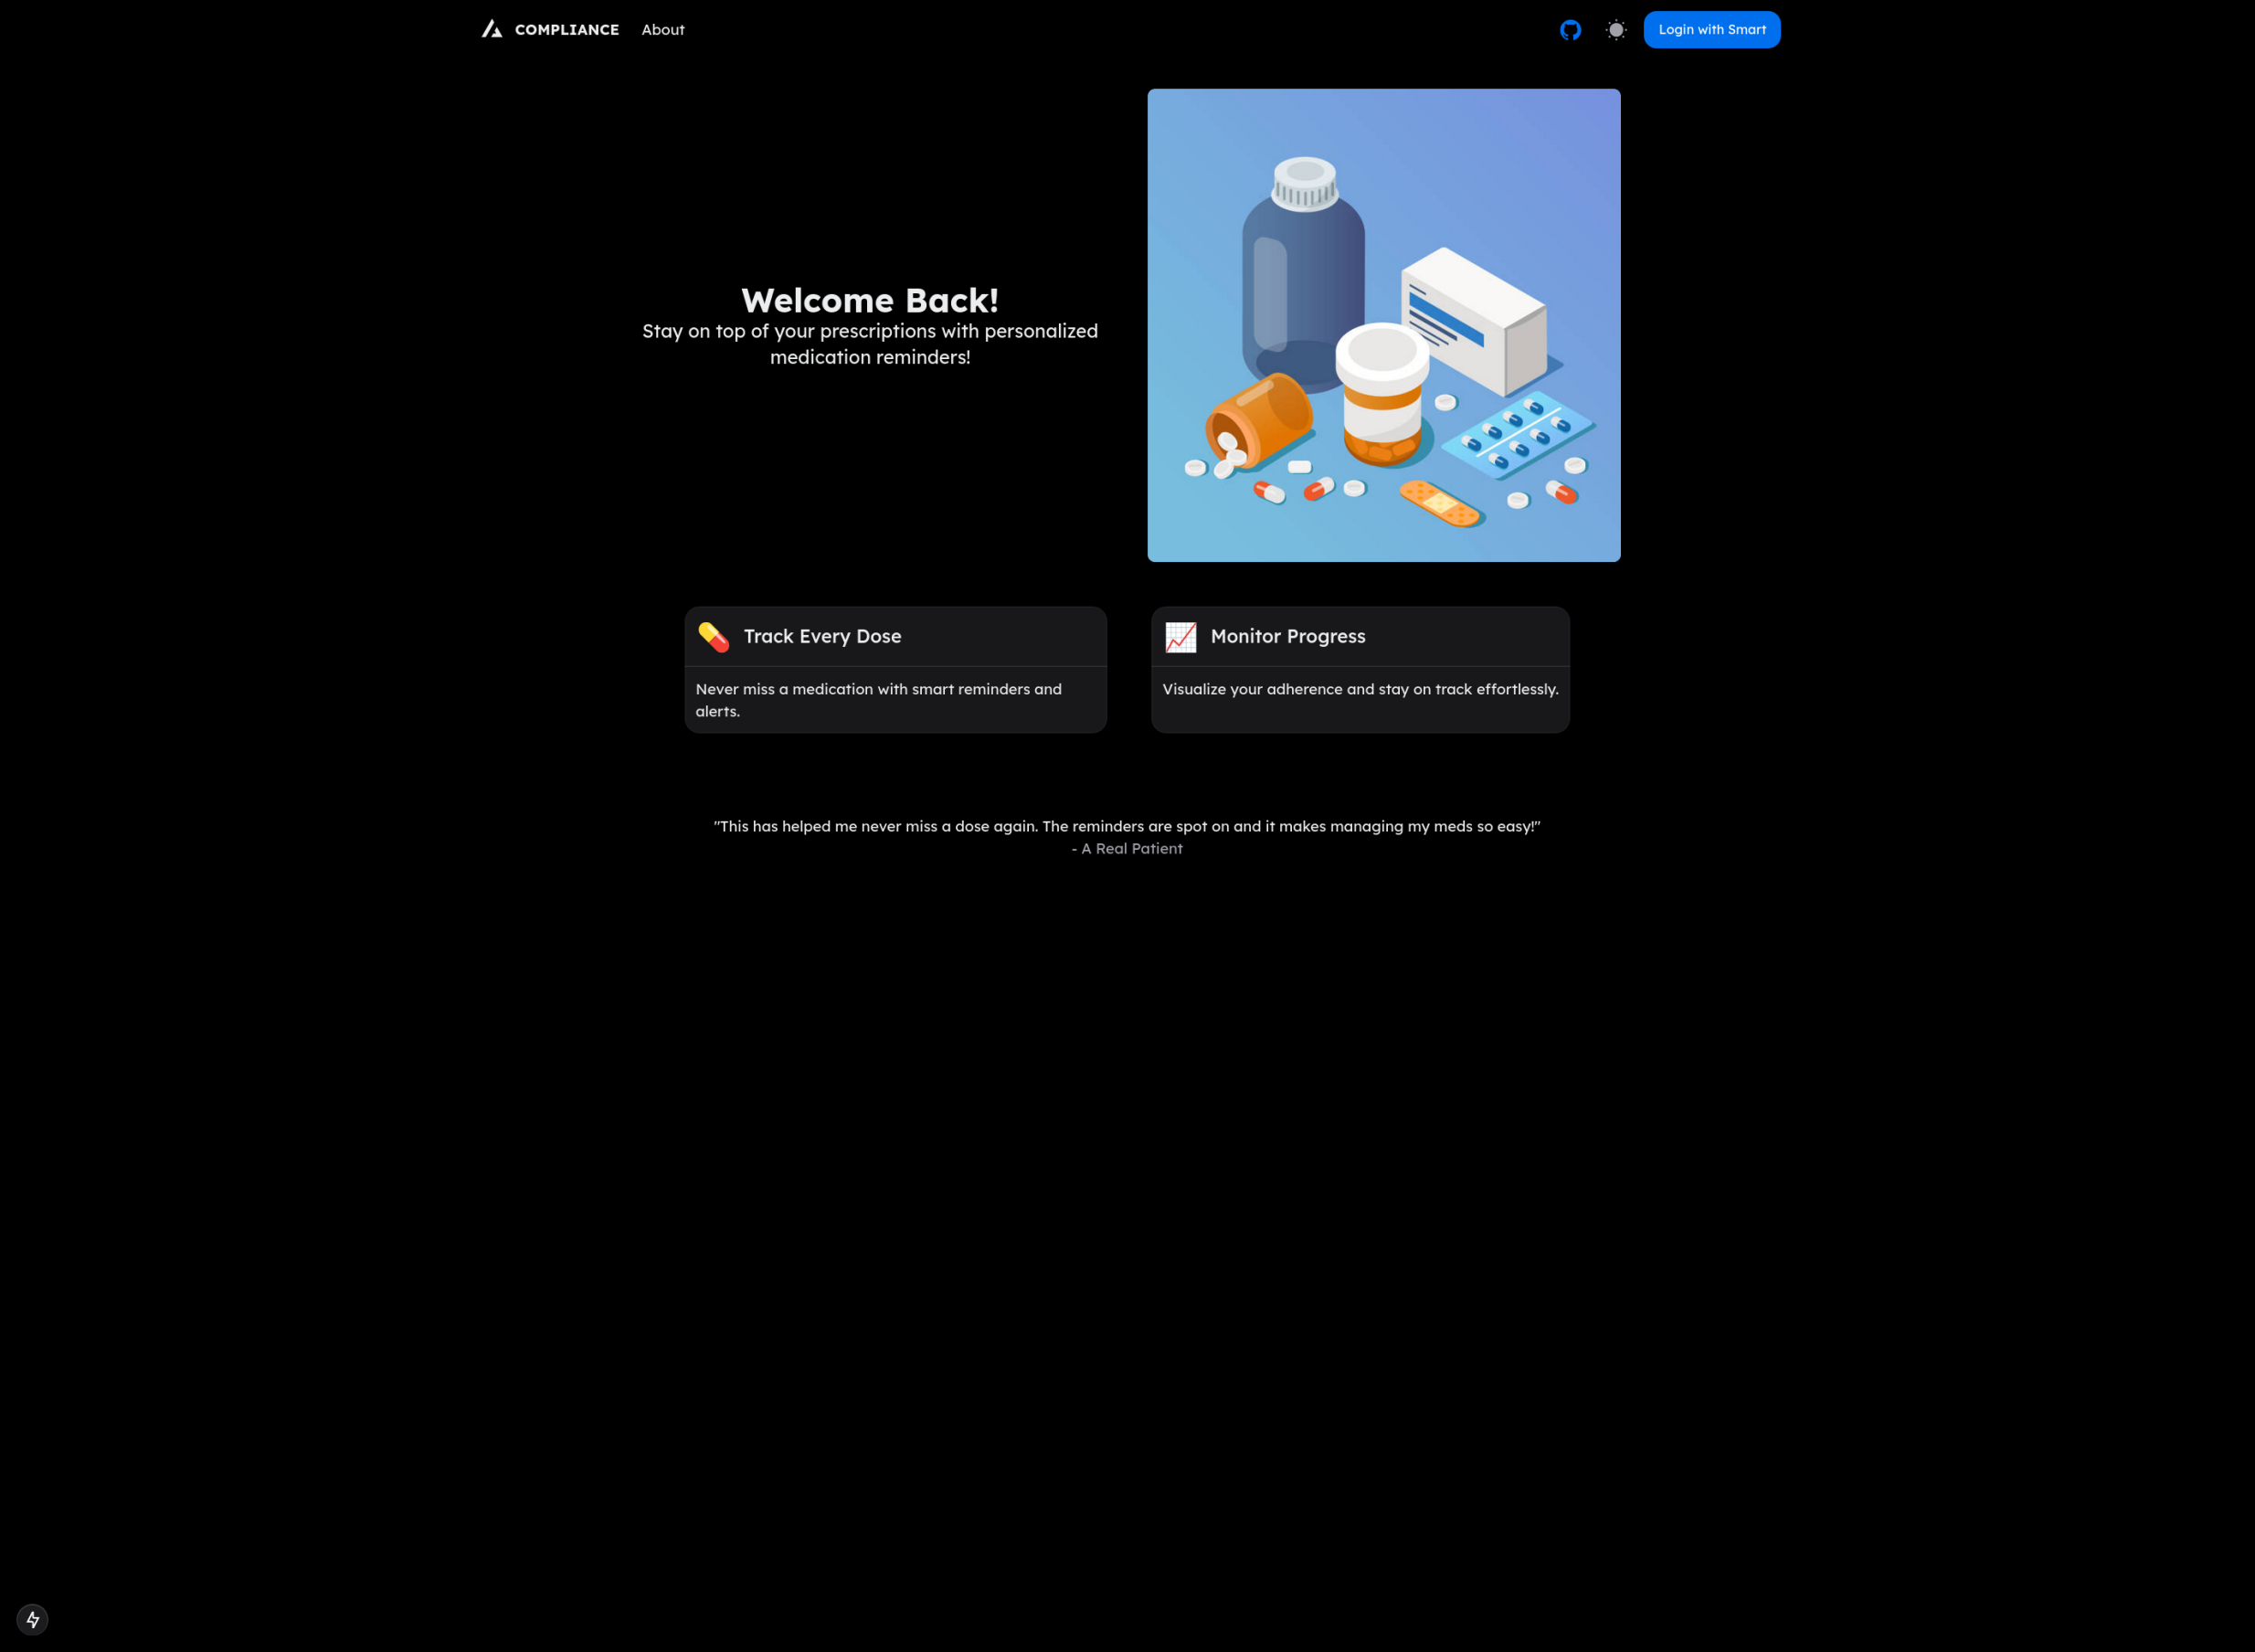 COMPLIANCE
About
Login with Smart
Welcome Back!
Stay on top of your prescriptions with personalized
medication reminders!
Track Every Dose
Never miss a medication with smart reminders and
alerts.
Monitor Progress
Visualize your adherence and stay on track effortlessly.
"This has helped me never miss a dose again. The reminders are spot on and it makes managing my meds so easy!"
- A Real Patient